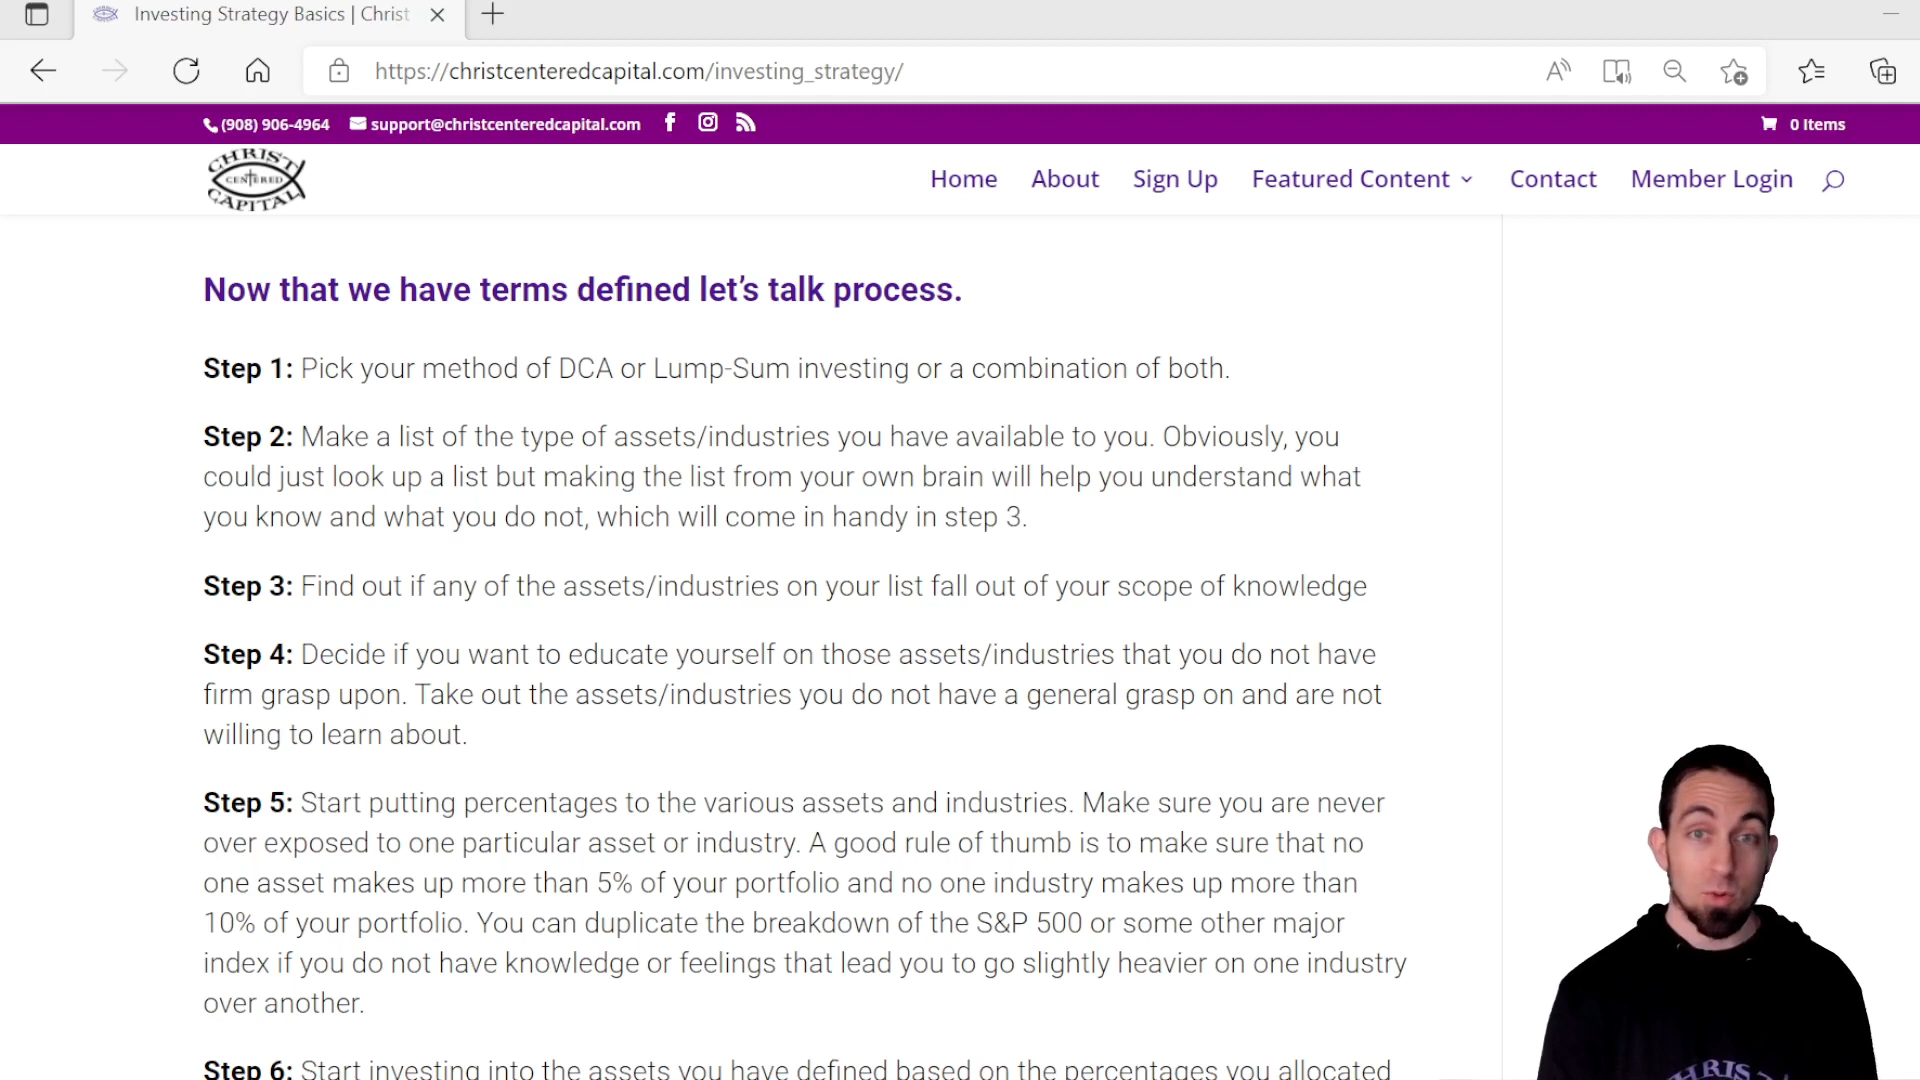 Investing Strategy Basics | Christ
https://christcenteredcapital.com/investing_strategy/
(908) 906-4964 support@christcenteredcapital.com 0 Items
CHRIST
CENTERED
CAPITAL
Home About Sign Up Featured Content Contact Member Login
Now that we have terms defined let’s talk process.
Step 1: Pick your method of DCA or Lump-Sum investing or a combination of both.
Step 2: Make a list of the type of assets/industries you have available to you. Obviously, you
could just look up a list but making the list from your own brain will help you understand what
you know and what you do not, which will come in handy in step 3.
Step 3: Find out if any of the assets/industries on your list fall out of your scope of knowledge
Step 4: Decide if you want to educate yourself on those assets/industries that you do not have
firm grasp upon. Take out the assets/industries you do not have a general grasp on and are not
willing to learn about.
Step 5: Start putting percentages to the various assets and industries. Make sure you are never
over exposed to one particular asset or industry. A good rule of thumb is to make sure that no
one asset makes up more than 5% of your portfolio and no one industry makes up more than
10% of your portfolio. You can duplicate the breakdown of the S&P 500 or some other major
index if you do not have knowledge or feelings that lead you to go slightly heavier on one industry
over another.
Step 6: Start investing into the assets you have defined based on the percentages you allocated